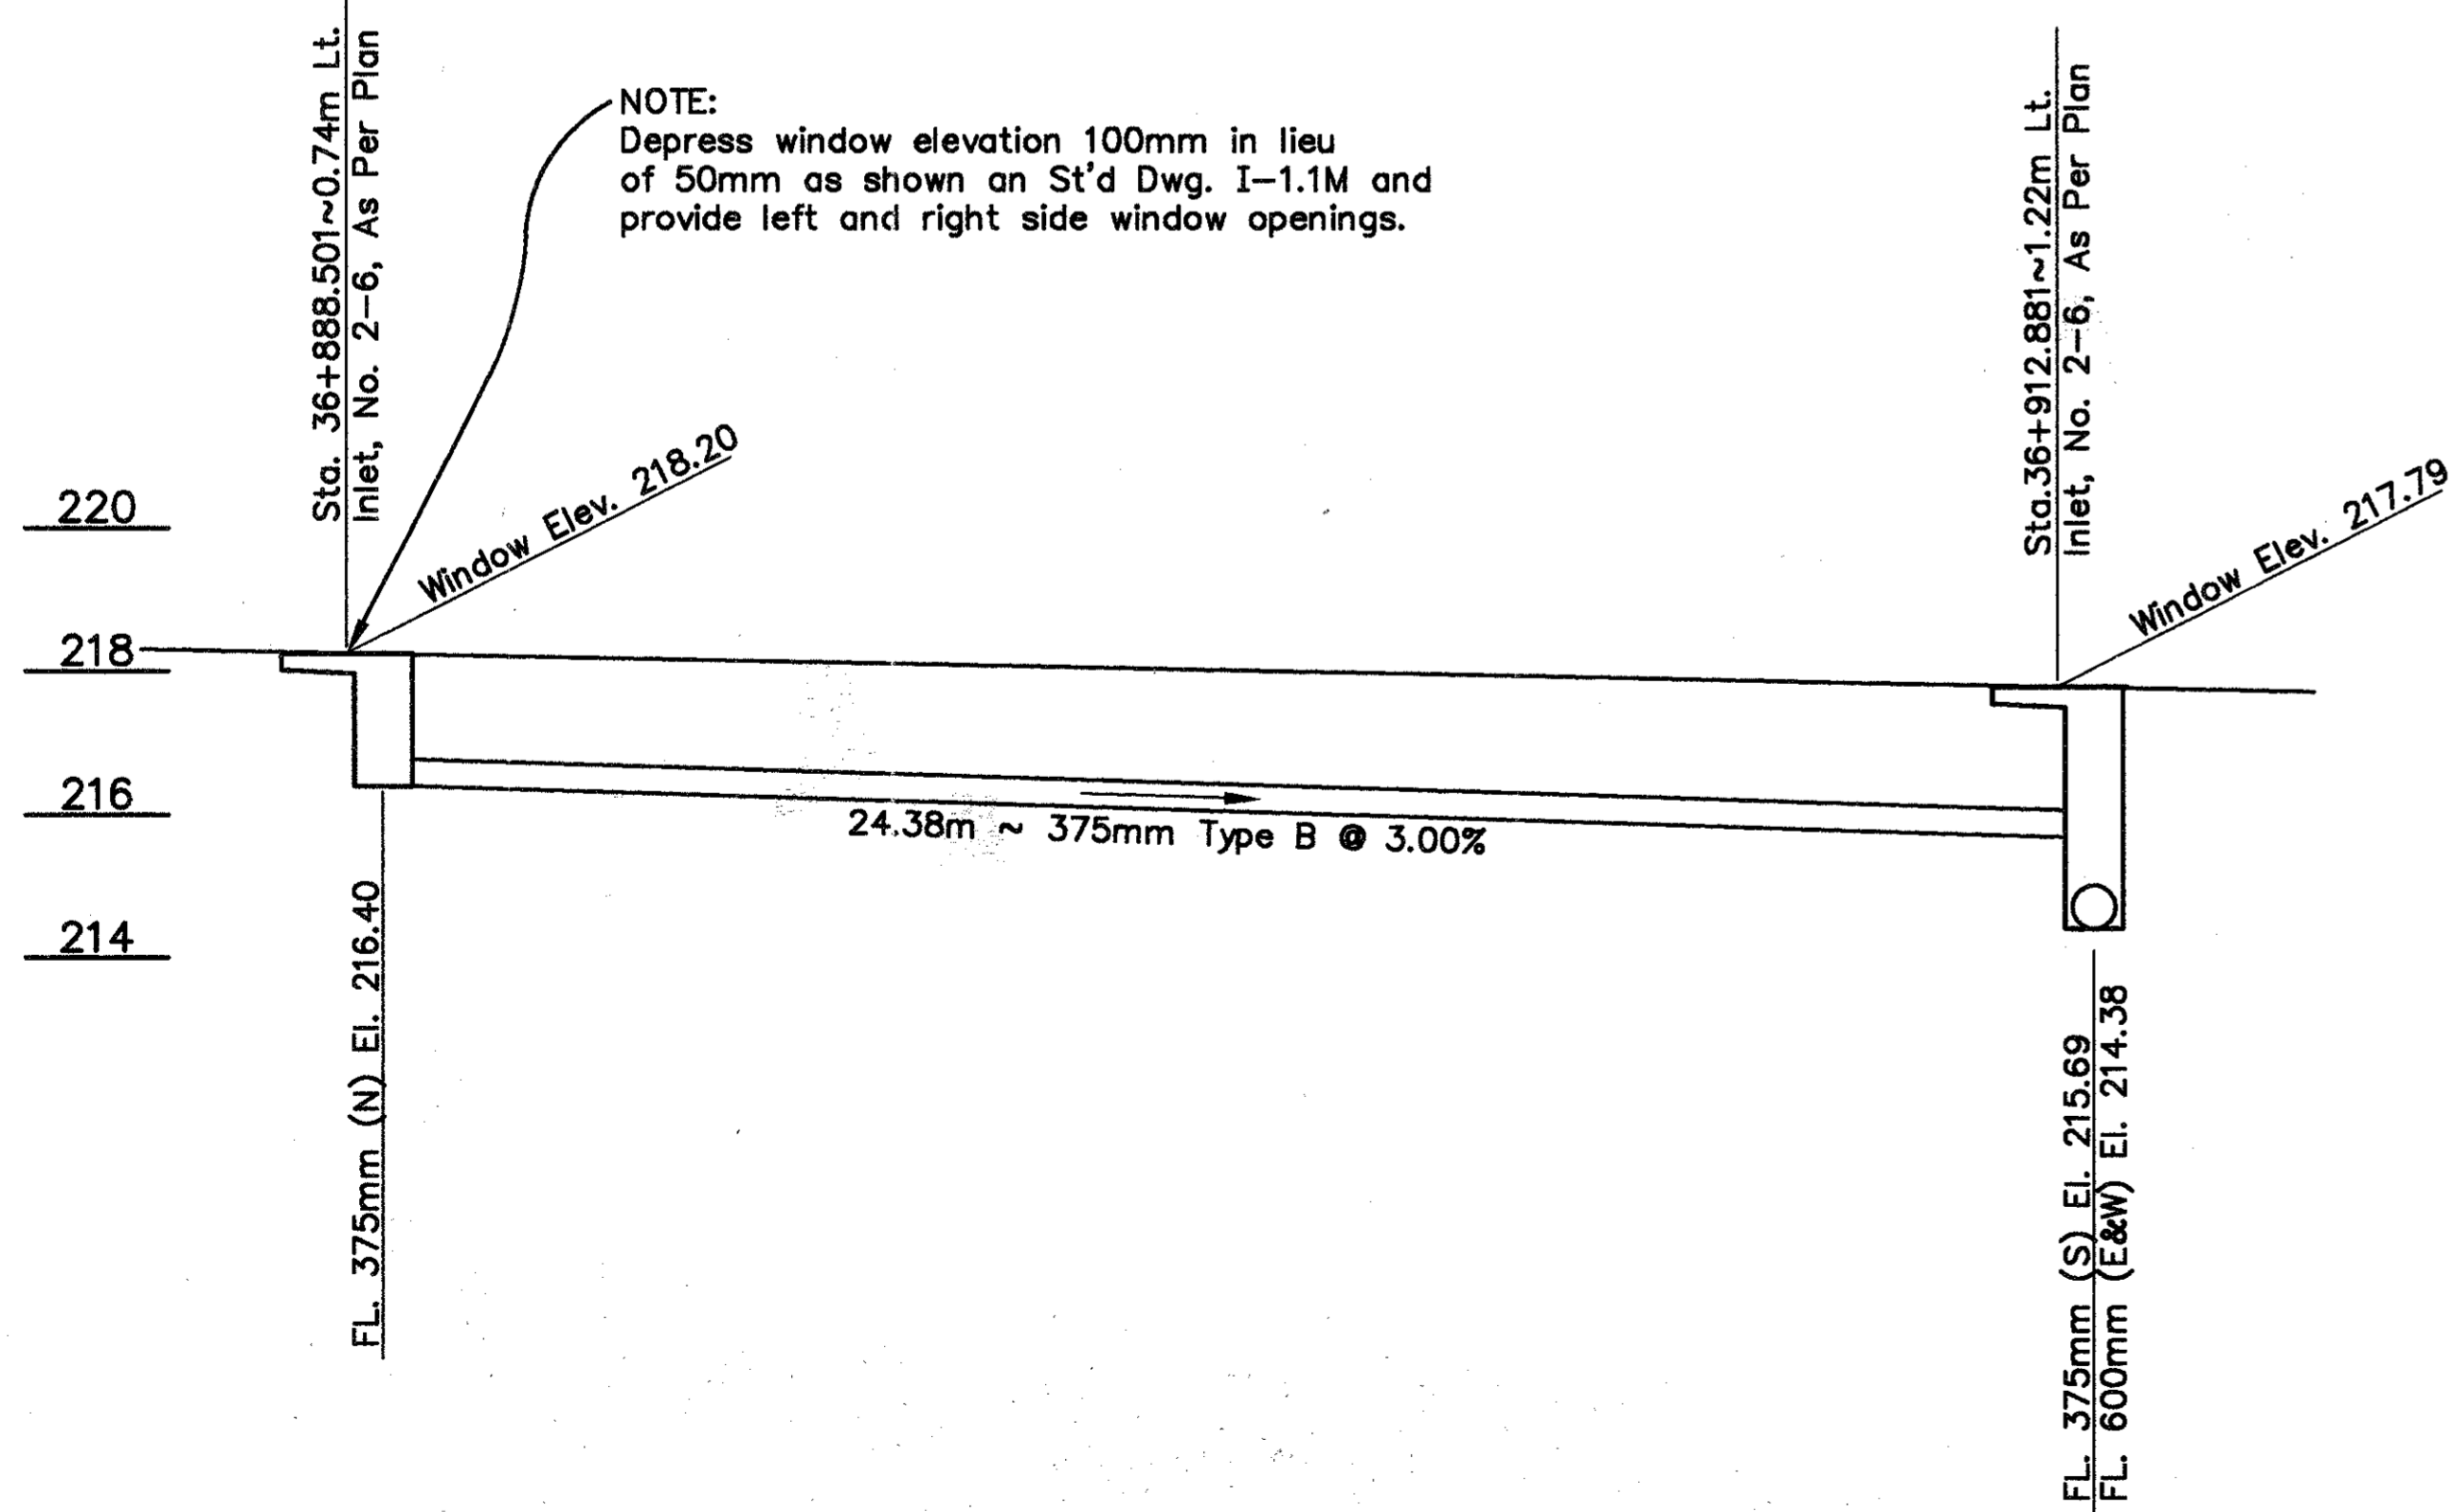 Sta. 36+888.501~0.74m Lt.
Inlet, No. 2-6, As Per Plan
NOTE:
Depress window elevation 100mm in lieu
of 50mm as shown an St'd Dwg. I-1.1M and
provide left and right side window openings.
Sta.36+912.881~1.22m Lt.
Inlet, No. 2-6, As Per Plan
Window Elev. 218.20
Window Elev. 217.79
220
218
216
214
24.38m ~ 375mm Type B @ 3.00%
FL. 375mm (N) El. 216.40
FL. 375mm (S) El. 215.69
FL. 600mm (E&W) El. 214.38